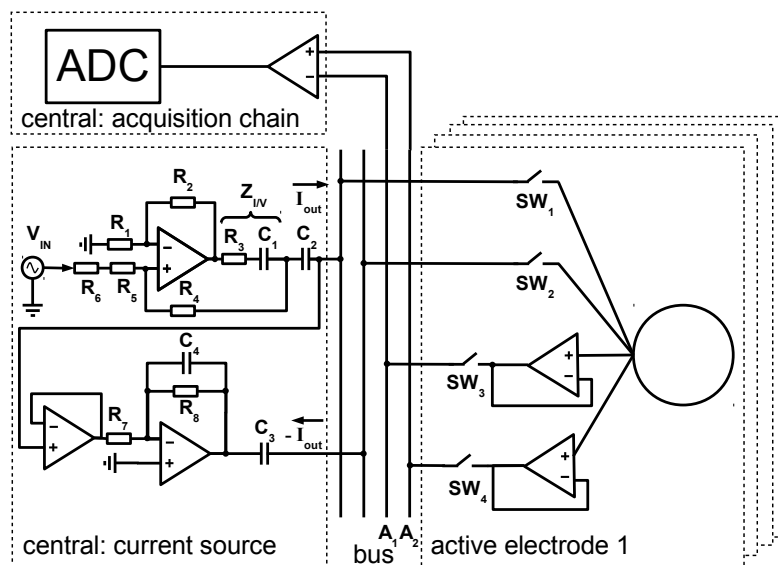 ADC
+
−
central: acquisition chain
R2
ZI/V
Iout
R1
VIN
−
+
R3
C1
C2
R6
R5
R4
SW1
SW2
C4
R8
R7
−
+
−
+
C3
- Iout
+
−
SW3
+
−
SW4
A1 A2
central: current source
bus
active electrode 1